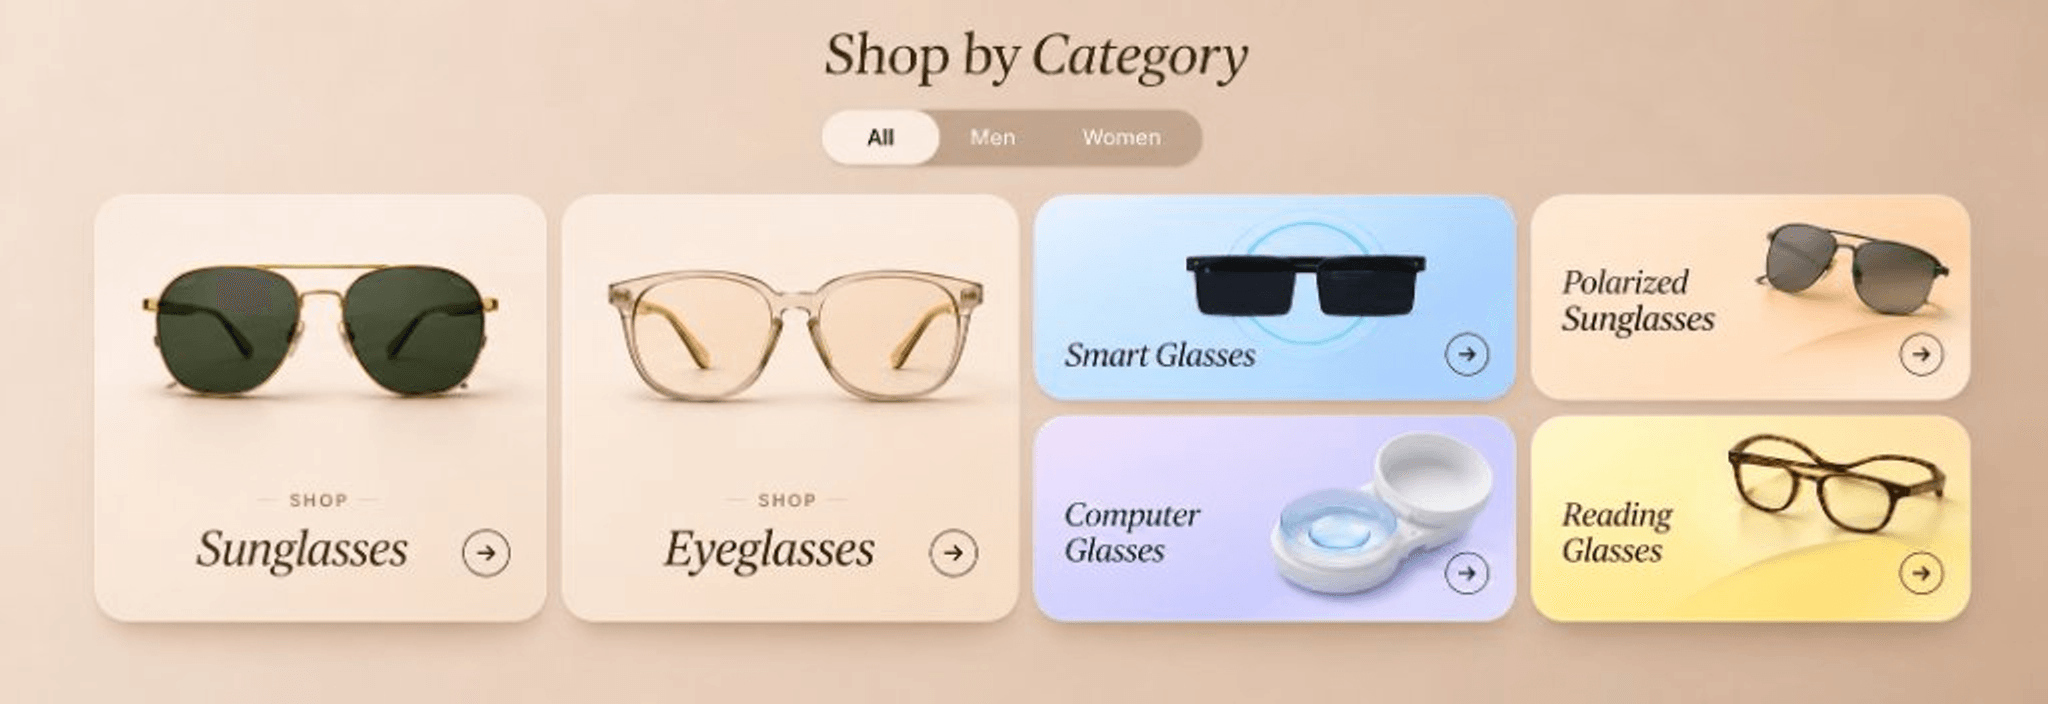 Shop by Category
All
Men
Women
SHOP
Sunglasses
SHOP
Eyeglasses
Smart Glasses
Polarized
Sunglasses
Computer
Glasses
Reading
Glasses